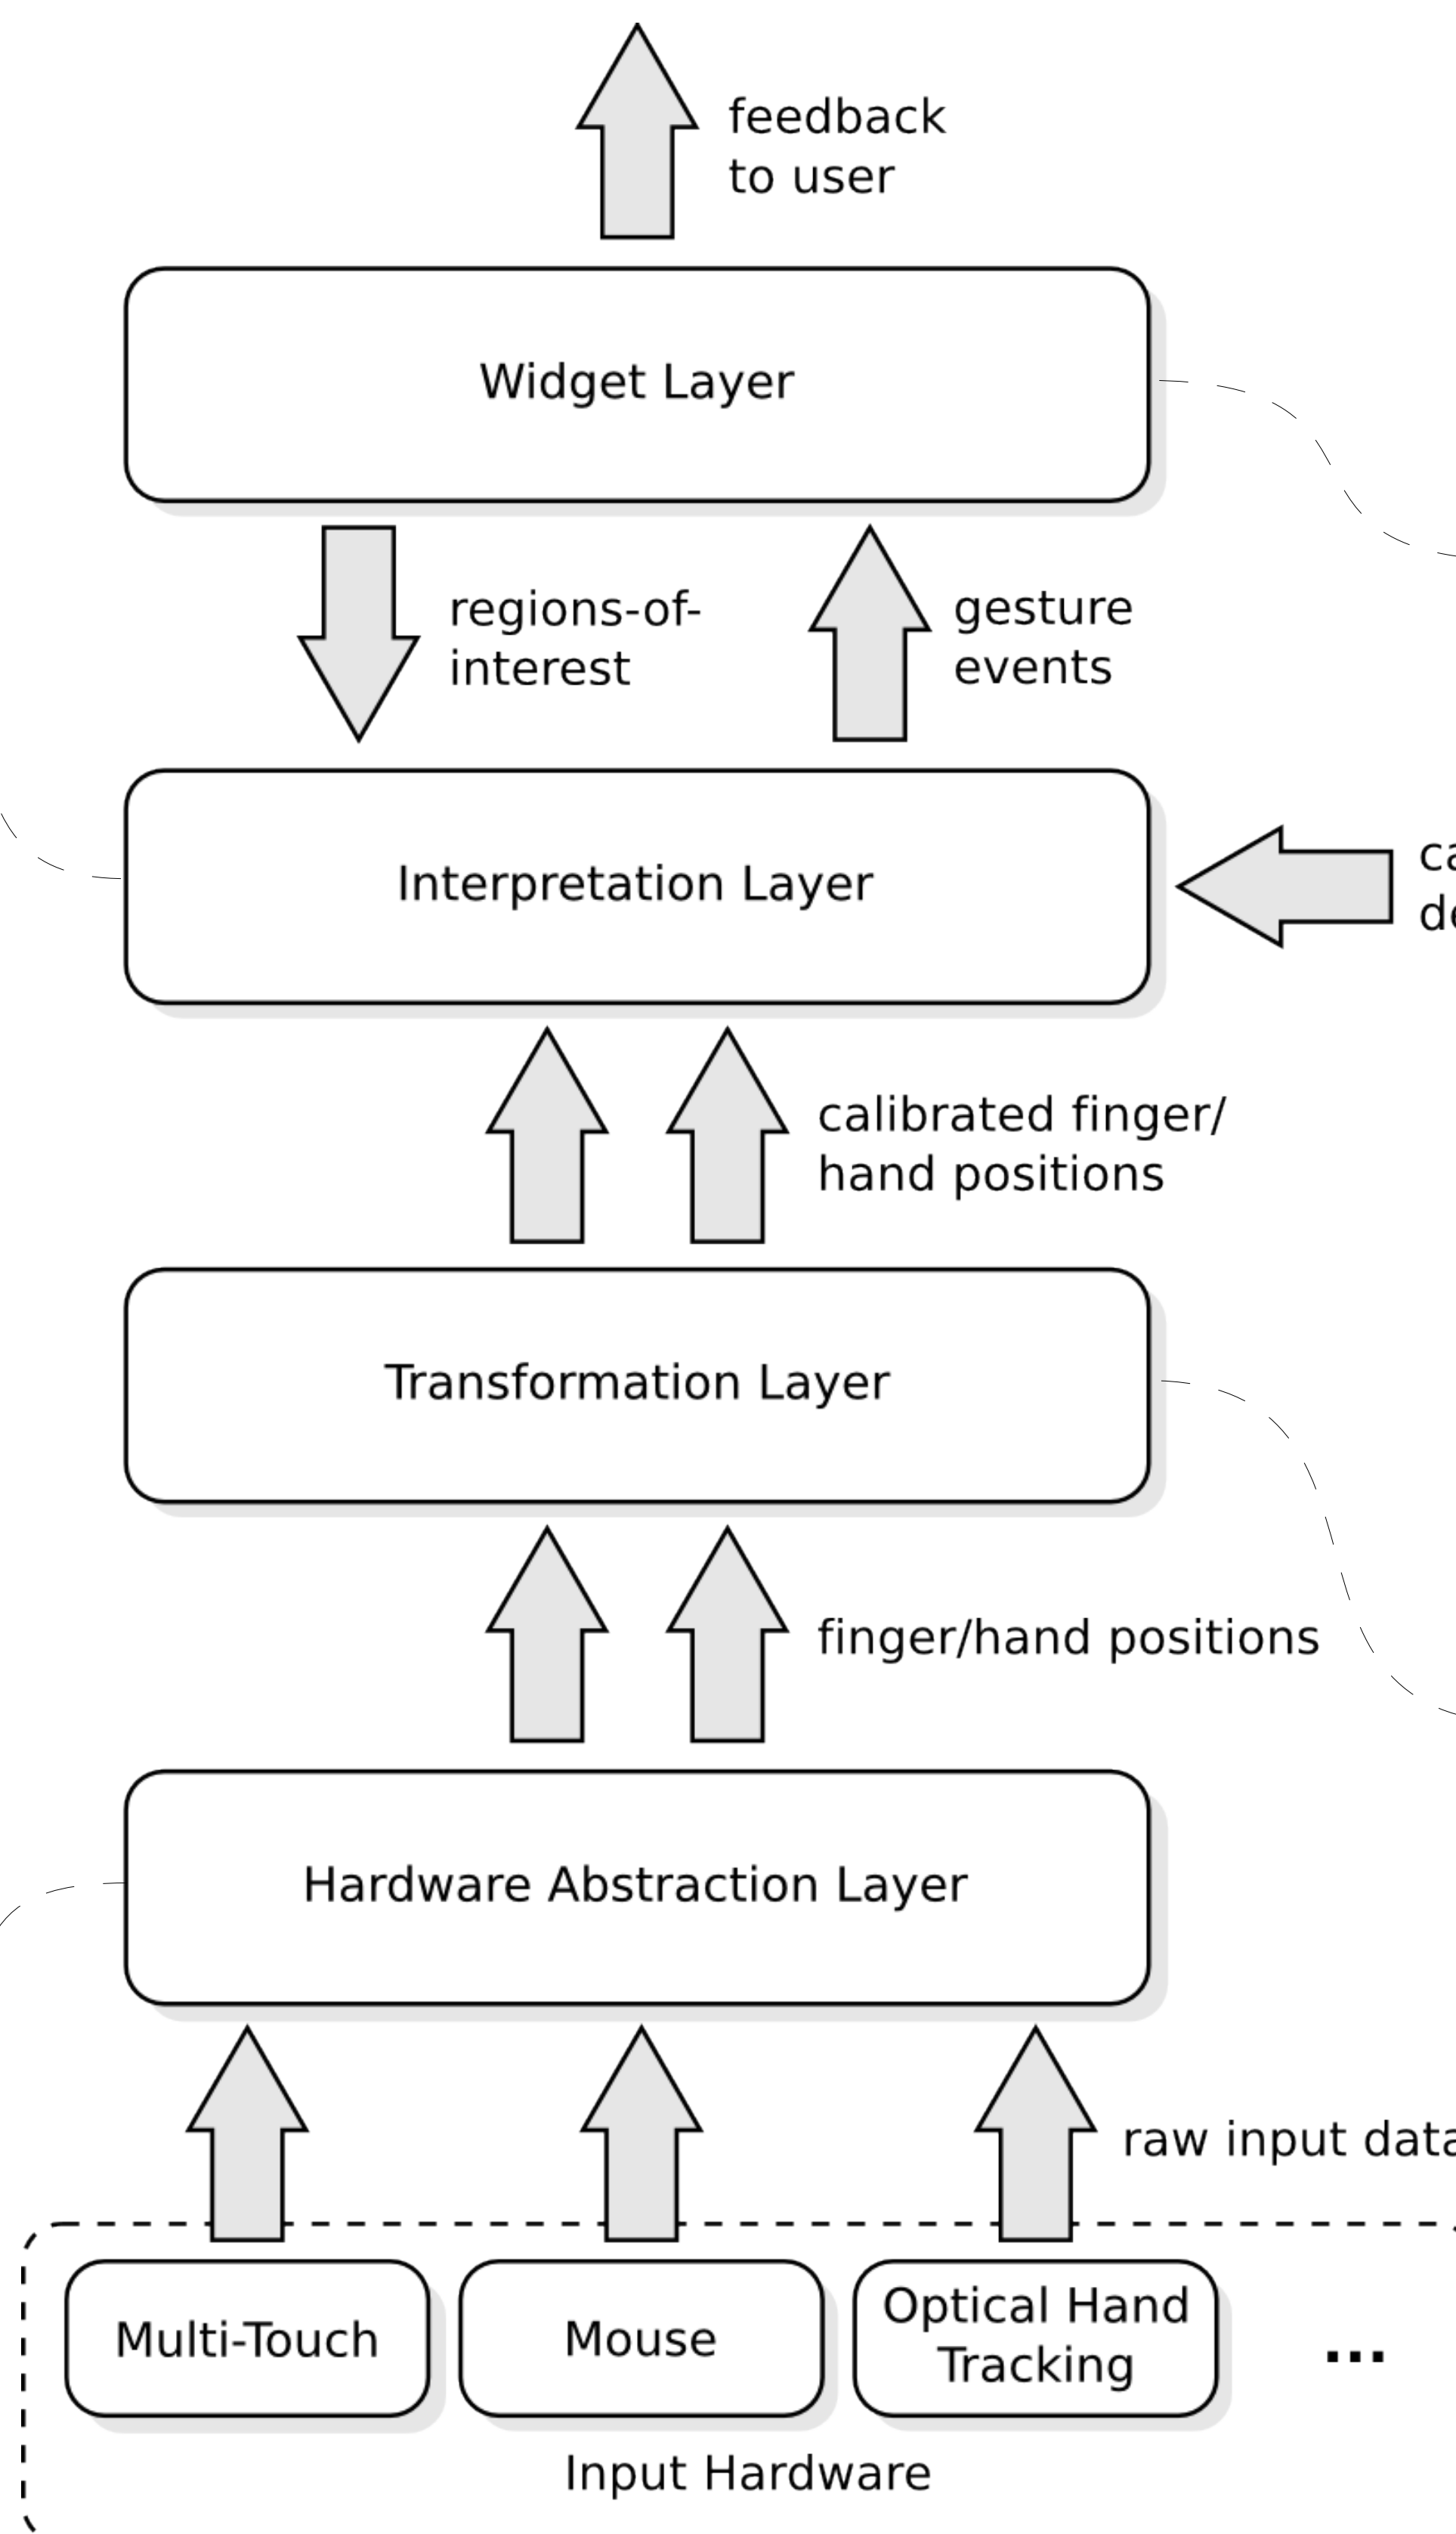 feedback
to user
Widget Layer
regions-of-
interest
gesture
events
Interpretation Layer
calibrated finger/
hand positions
Transformation Layer
finger/hand positions
Hardware Abstraction Layer
raw input data
Multi-Touch
Mouse
Optical Hand
Tracking
...
Input Hardware